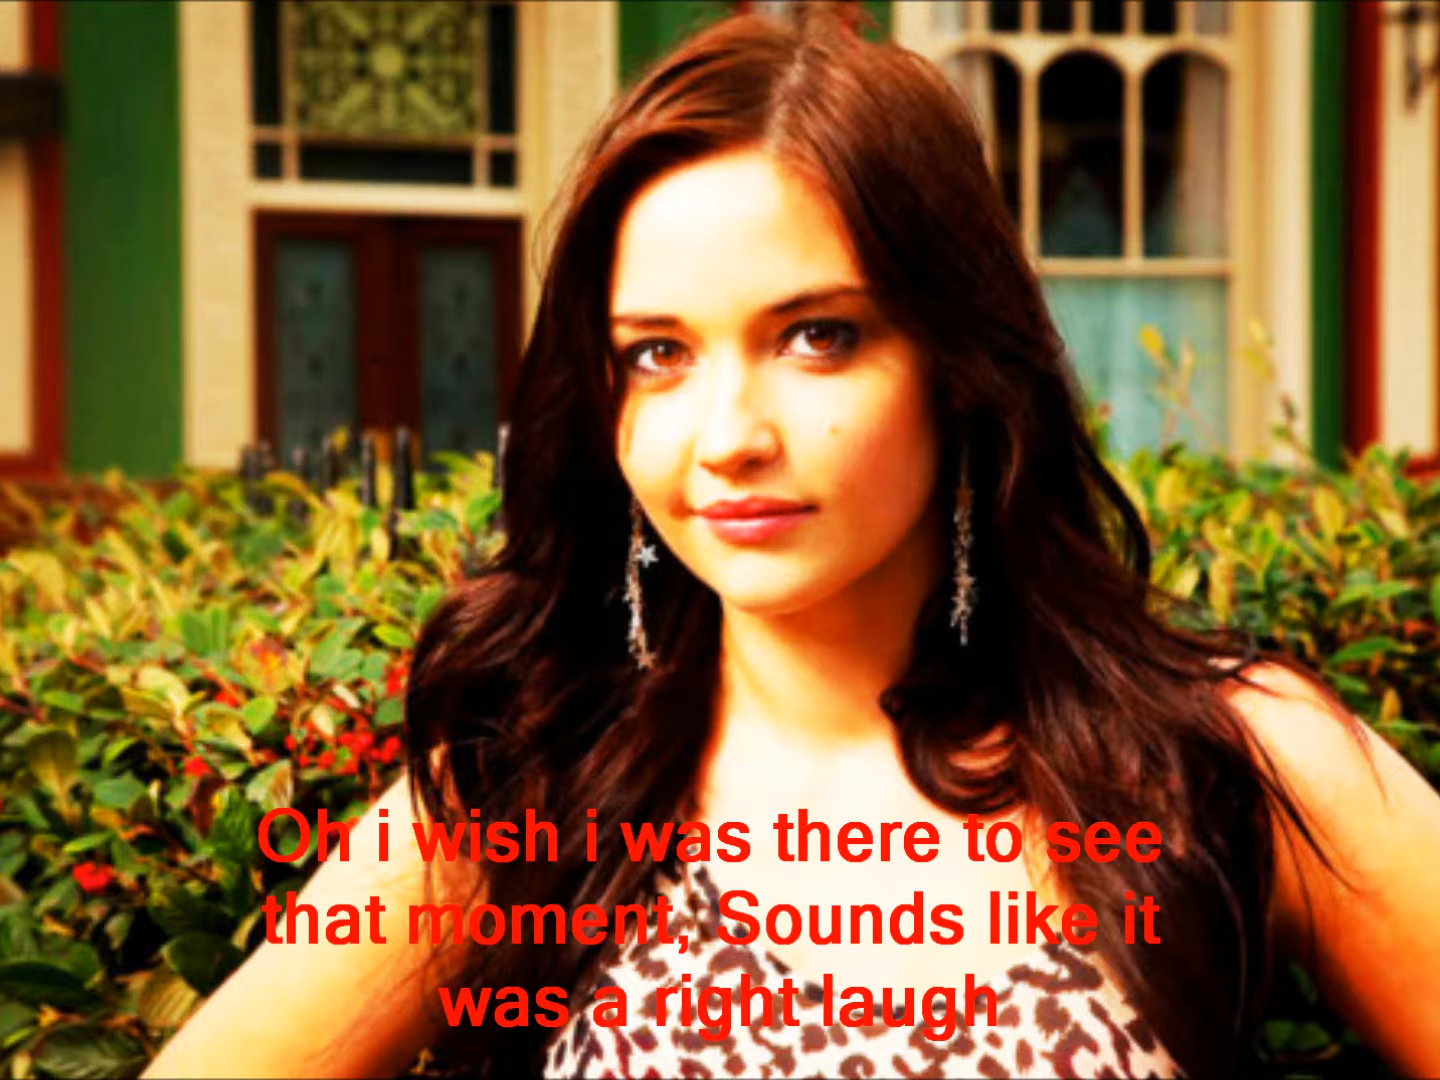 Oh i wish i was there to see
that moment, Sounds like it
was a right laugh